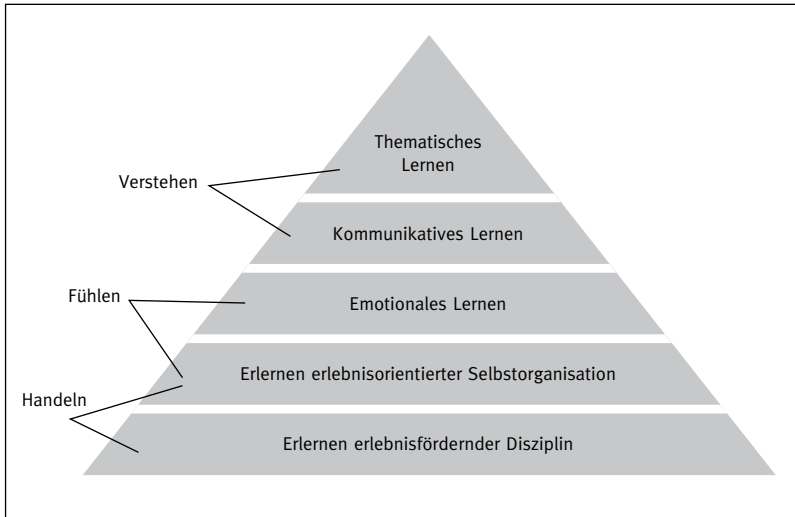 Thematisches
Lernen
Verstehen
Kommunikatives Lernen
Fühlen
Emotionales Lernen
Erlernen erlebnisorientierter Selbstorganisation
Handeln
Erlernen erlebnisfördernder Disziplin